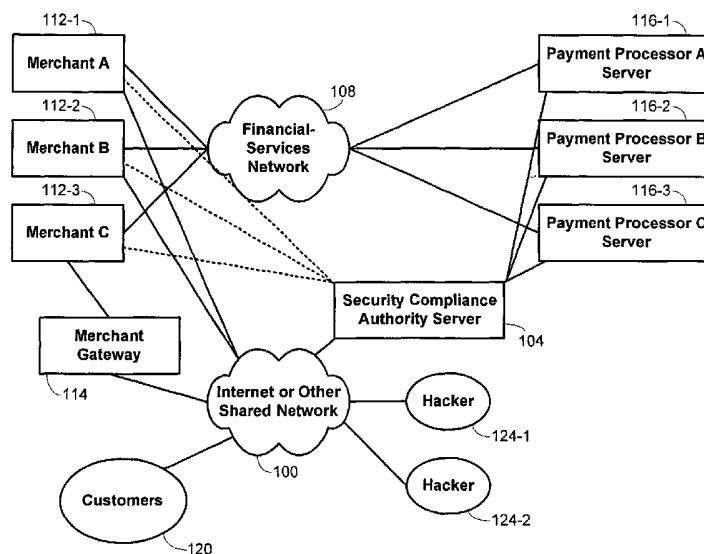 112-1
Merchant A
112-2
Merchant B
112-3
Merchant C
108
Financial-
Services
Network
116-1
Payment Processor A
Server
116-2
Payment Processor B
Server
116-3
Payment Processor C
Server
Security Compliance
Authority Server
104
Merchant
Gateway
114
Internet or Other
Shared Network
100
Hacker
124-1
Hacker
124-2
Customers
120